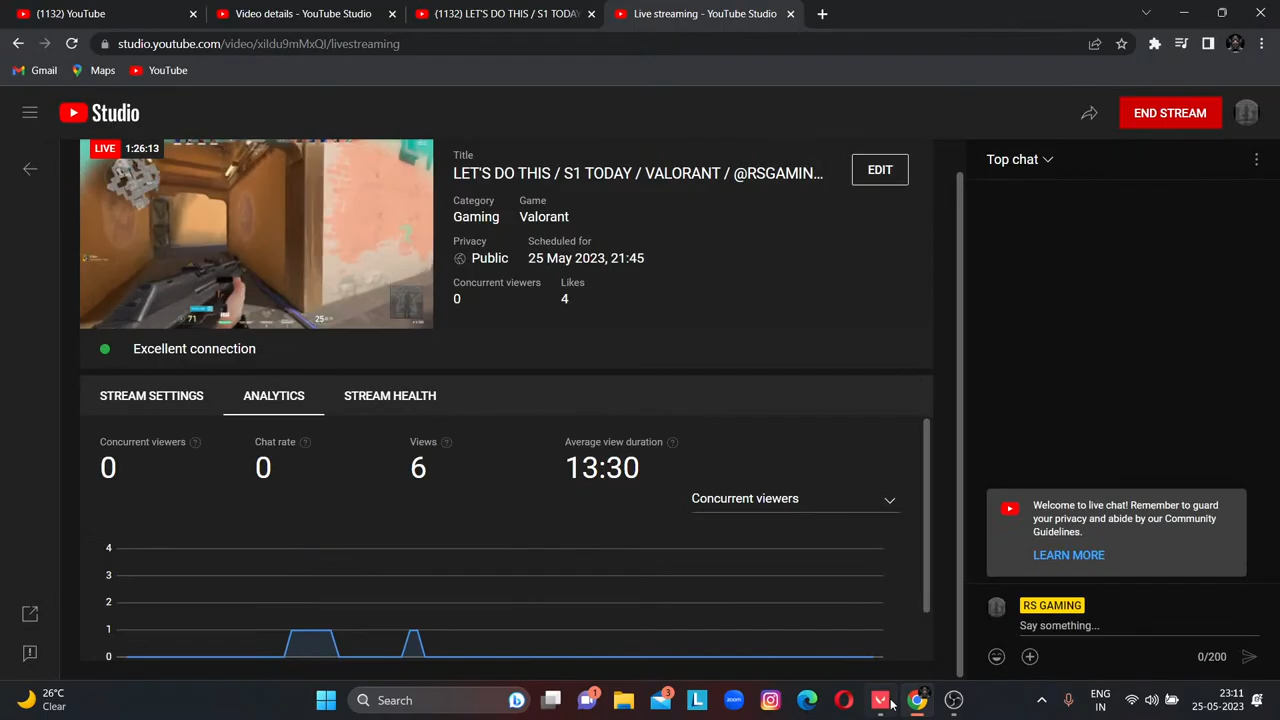 (1132) YouTube
Video details - YouTube Studio
(1132) LET'S DO THIS / S1 TODAY
Live streaming - YouTube Studio
studio.youtube.com/video/xiIdu9mMxQI/livestreaming
Gmail
Maps
YouTube
Studio
END STREAM
LIVE 1:26:13
Title
LET'S DO THIS / S1 TODAY / VALORANT / @RSGAMIN...
EDIT
Category
Game
Gaming
Valorant
Privacy
Scheduled for
Public
25 May 2023, 21:45
Concurrent viewers
Likes
0
4
71
25
Excellent connection
STREAM SETTINGS
ANALYTICS
STREAM HEALTH
Concurrent viewers
Chat rate
Views
Average view duration
0
0
6
13:30
Concurrent viewers
4
3
2
1
0
Top chat
Welcome to live chat! Remember to guard
your privacy and abide by our Community
Guidelines.
LEARN MORE
RS GAMING
Say something...
0/200
26°C
Clear
Search
1
3
L
zoom
ENG
IN
23:11
25-05-2023